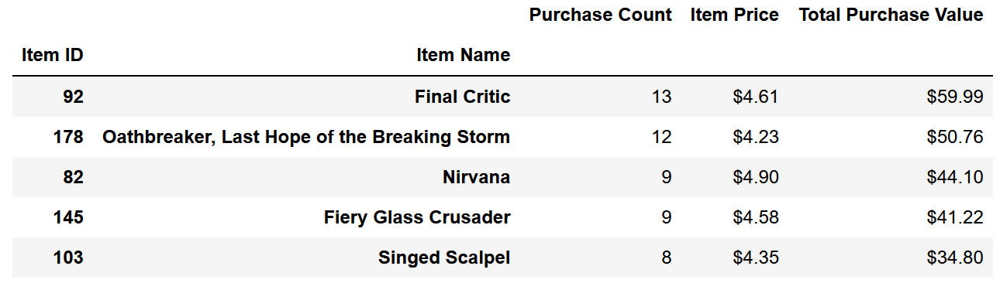 Purchase Count Item Price Total Purchase Value
Item ID Item Name
92 Final Critic 13 $4.61 $59.99
178 Oathbreaker, Last Hope of the Breaking Storm 12 $4.23 $50.76
82 Nirvana 9 $4.90 $44.10
145 Fiery Glass Crusader 9 $4.58 $41.22
103 Singed Scalpel 8 $4.35 $34.80